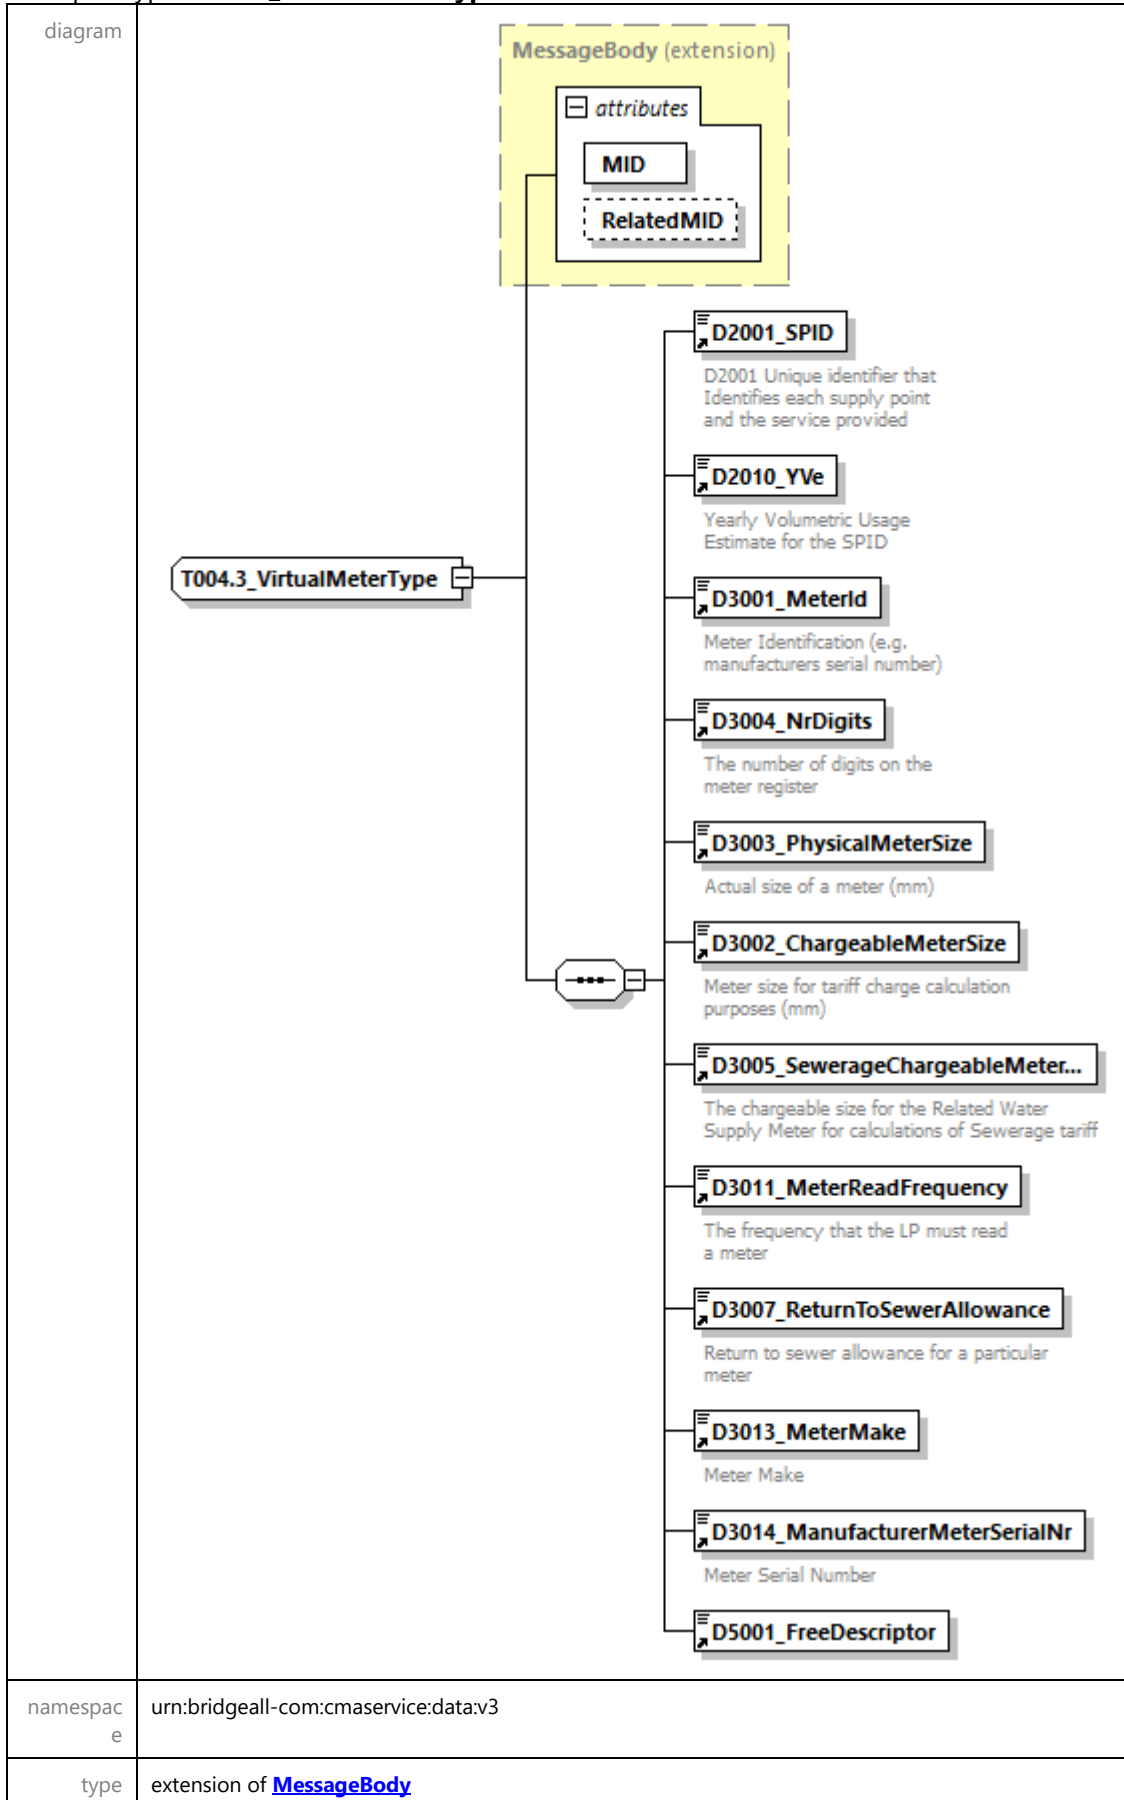 diagram
MessageBody (extension)
attributes
MID
RelatedMID
D2001_SPID
D2001 Unique identifier that
Identifies each supply point
and the service provided
D2010_YVe
Yearly Volumetric Usage
Estimate for the SPID
T004.3_VirtualMeterType
D3001_MeterId
Meter Identification (e.g.
manufacturers serial number)
D3004_NrDigits
The number of digits on the
meter register
D3003_PhysicalMeterSize
Actual size of a meter (mm)
D3002_ChargeableMeterSize
Meter size for tariff charge calculation
purposes (mm)
D3005_SewerageChargeableMeter...
The chargeable size for the Related Water
Supply Meter for calculations of Sewerage tariff
D3011_MeterReadFrequency
The frequency that the LP must read
a meter
D3007_ReturnToSewerAllowance
Return to sewer allowance for a particular
meter
D3013_MeterMake
Meter Make
D3014_ManufacturerMeterSerialNr
Meter Serial Number
D5001_FreeDescriptor
namespac
e
urn:bridgeall-com:cmaservice:data:v3
type
extension of MessageBody